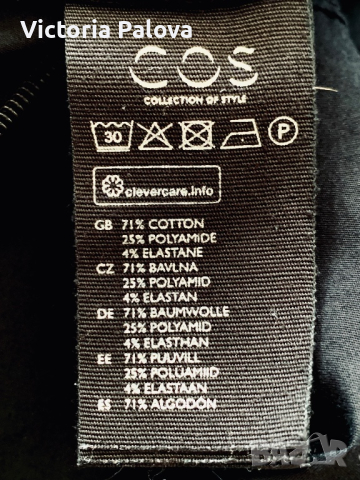 Victoria Palova
COS
COLLECTION OF STYLE
30 P
clevercare.info
GB 71% COTTON
25% POLYAMIDE
4% ELASTANE
CZ 71% BAVLNA
25% POLYAMID
4% ELASTAN
DE 71% BAUMWOLLE
25% POLYAMID
4% ELASTHAN
EE 71% PUUVILL
25% POLUAMIID
4% ELASTAAN
ES 71% ALGODÓN
BAZAR